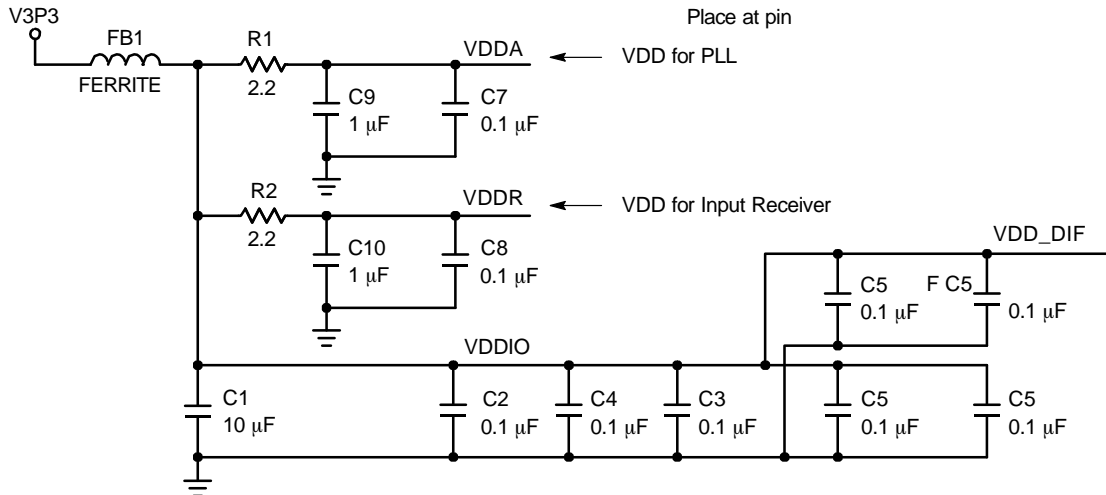 V3P3
Place at pin
FB1
R1
VDDA
VDD for PLL
FERRITE
2.2
C9
1 μF
C7
0.1 μF
R2
VDDR
VDD for Input Receiver
2.2
C10
1 μF
C8
0.1 μF
VDD_DIF
C5
0.1 μF
F C5
0.1 μF
VDDIO
C1
10 μF
C2
0.1 μF
C4
0.1 μF
C3
0.1 μF
C5
0.1 μF
C5
0.1 μF